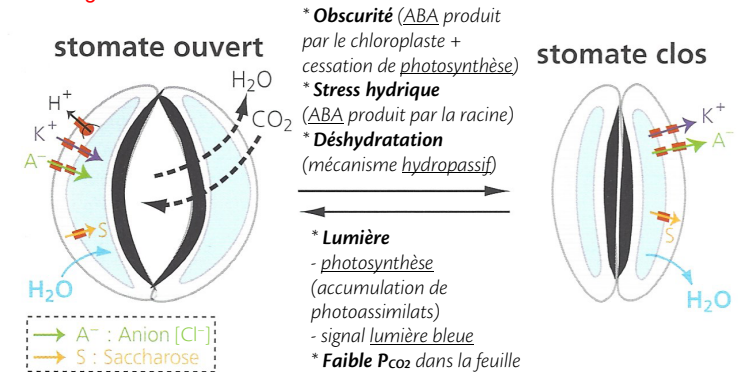 * Obscurité (ABA produit
par le chloroplaste +
cessation de photosynthèse)
* Stress hydrique
(ABA produit par la racine)
* Déshydratation
(mécanisme hydropassif)
stomate ouvert
H₂O
CO₂
H⁺
K⁺
A⁻
S
H₂O
stomate clos
K⁺
A⁻
S
H₂O
* Lumière
- photosynthèse
(accumulation de
photoassimilats)
- signal lumière bleue
* Faible Pco₂ dans la feuille
A⁻ : Anion [Cl⁻]
S : Saccharose